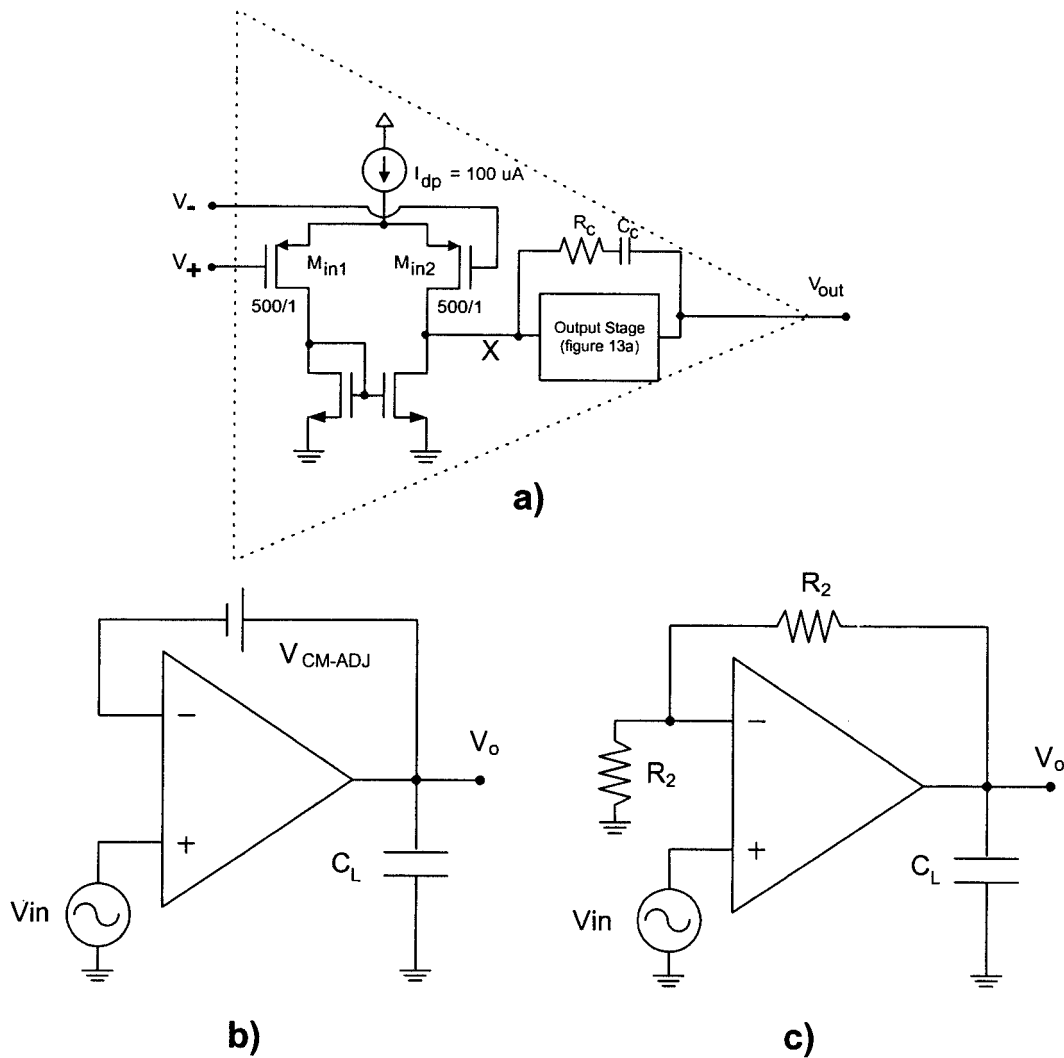 I_dp = 100 uA
V-
V+
M_in1
M_in2
500/1
500/1
R_c
C_c
X
Output Stage
(figure 13a)
V_out
a)
V_CM-ADJ
−
+
V_o
C_L
Vin
b)
R_2
R_2
−
+
V_o
C_L
Vin
c)